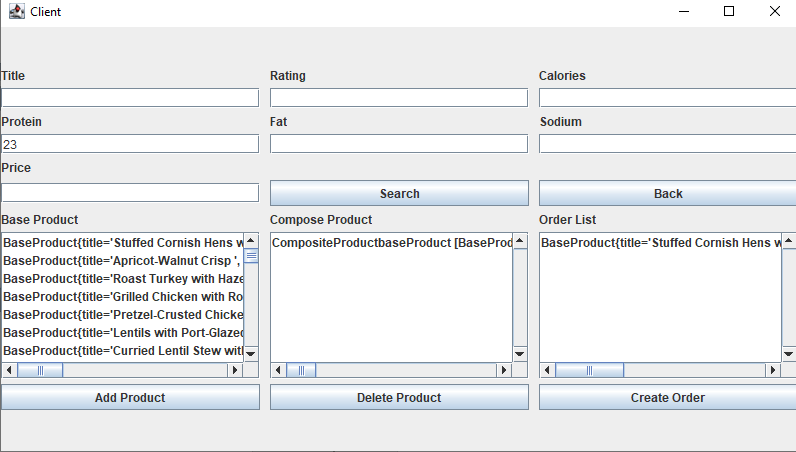 Client
Title Rating Calories
Protein Fat Sodium
23
Price
Search Back
Base Product Compose Product Order List
BaseProduct{title='Stuffed Cornish Hens w CompositeProductbaseProduct [BaseProd BaseProduct{title='Stuffed Cornish Hens w
BaseProduct{title='Apricot-Walnut Crisp ',
BaseProduct{title='Roast Turkey with Haze
BaseProduct{title='Grilled Chicken with Ro
BaseProduct{title='Pretzel-Crusted Chicke
BaseProduct{title='Lentils with Port-Glazed
BaseProduct{title='Curried Lentil Stew with
Add Product Delete Product Create Order